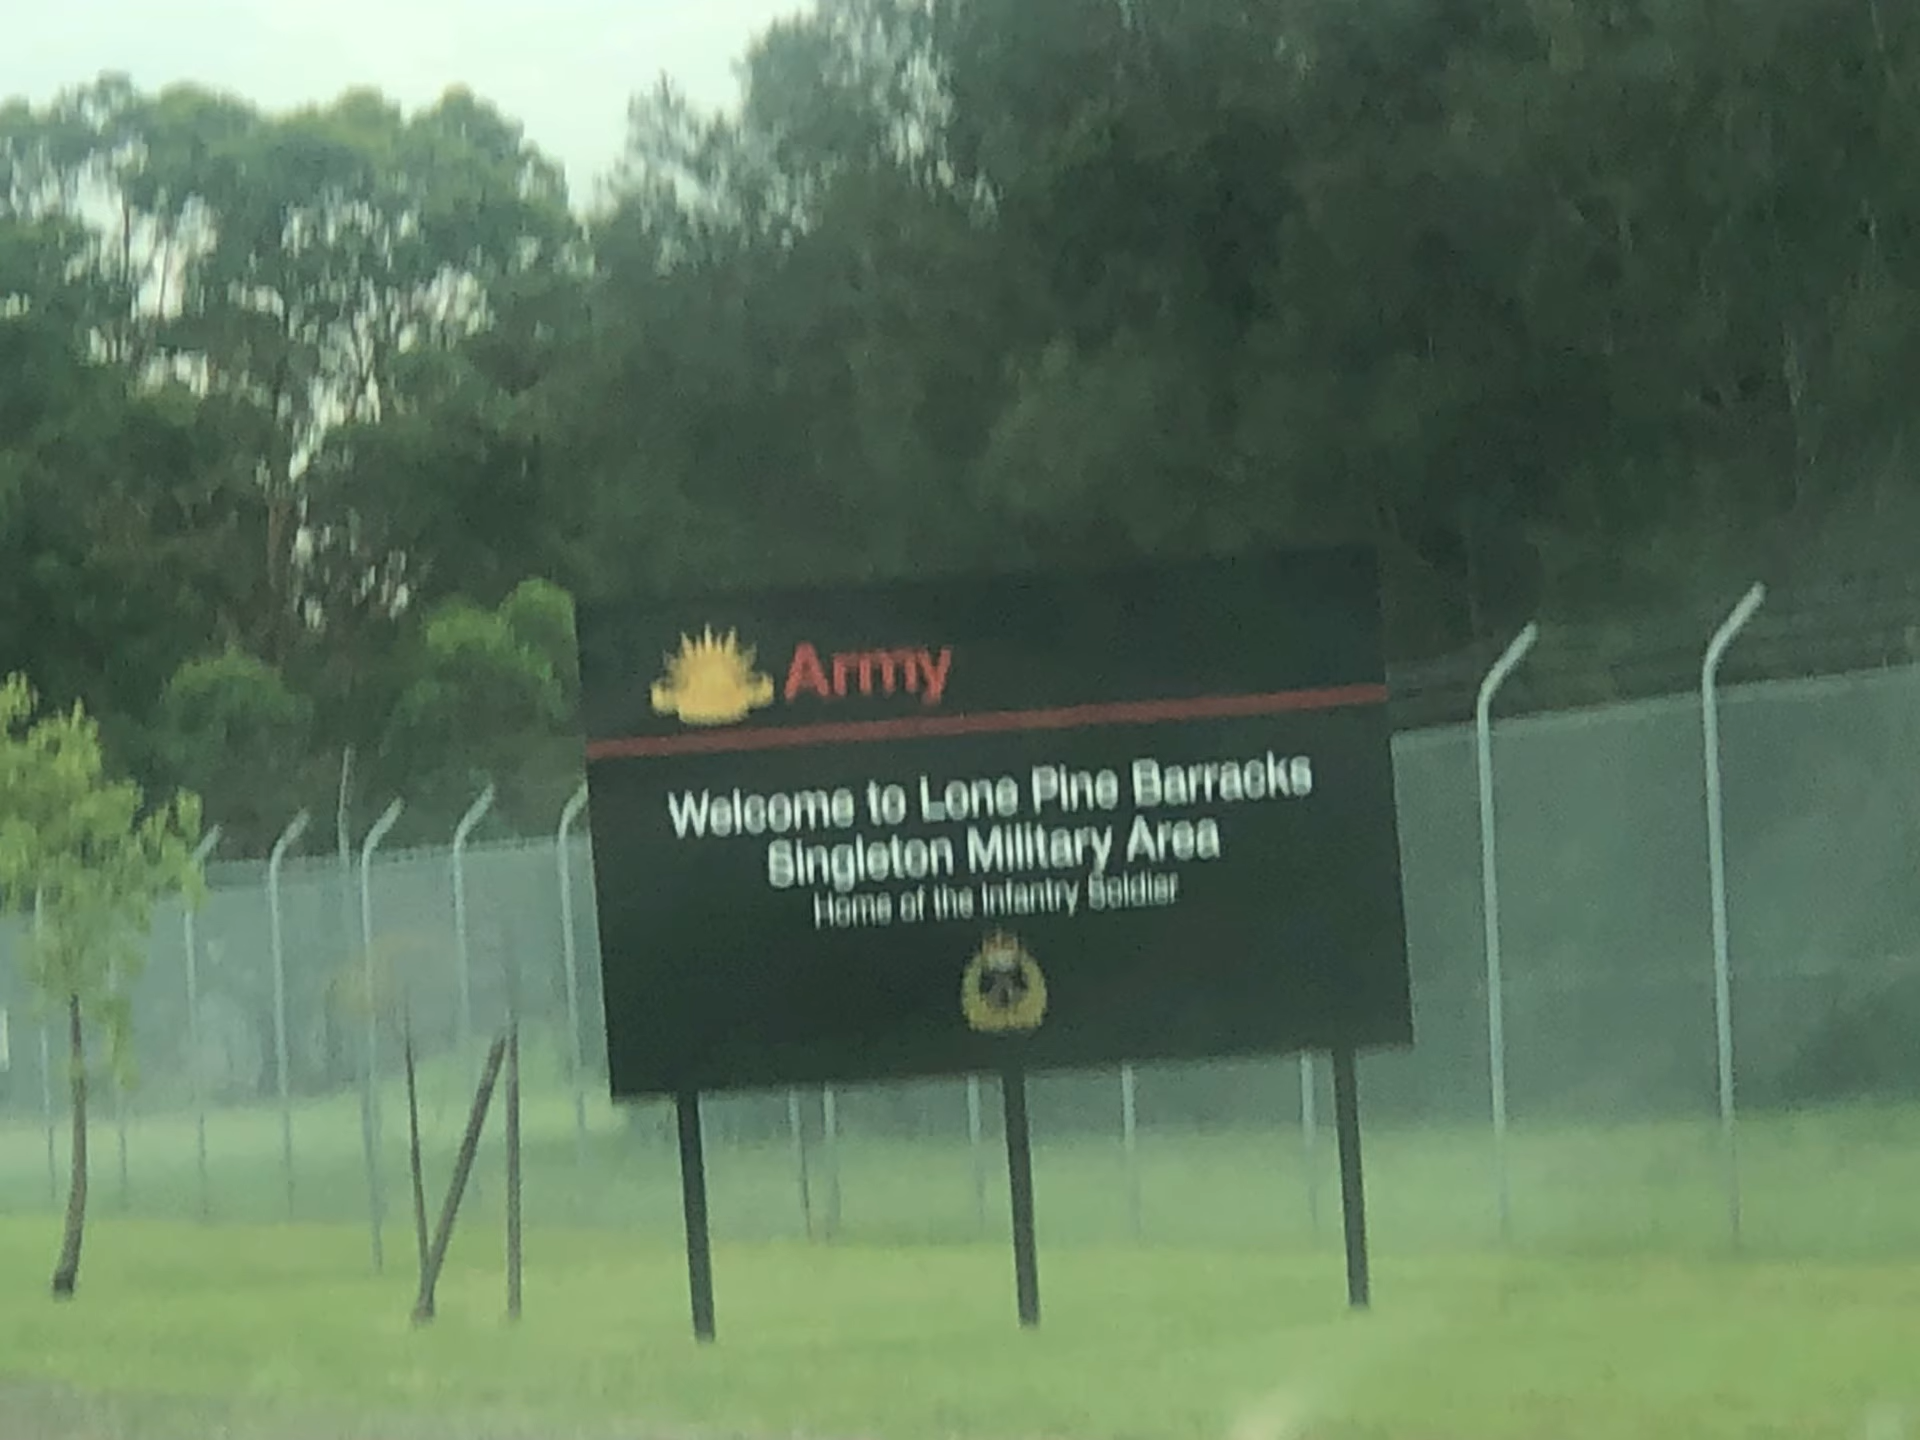 Army
Welcome to Lone Pine Barracks
Singleton Military Area
Home of the Infantry Soldier